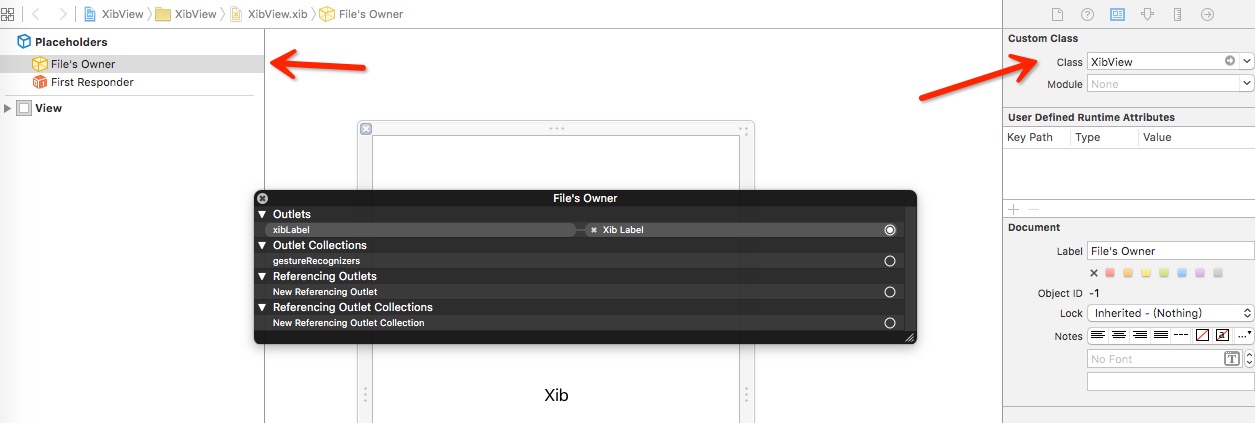 XibView XibView XibView.xib File's Owner
Placeholders
File's Owner
First Responder
View
File's Owner
Outlets
xibLabel Xib Label
Outlet Collections
gestureRecognizers
Referencing Outlets
New Referencing Outlet
Referencing Outlet Collections
New Referencing Outlet Collection
Xib
Custom Class
Class XibView
Module None
User Defined Runtime Attributes
Key Path Type Value
Document
Label File's Owner
Object ID -1
Lock Inherited - (Nothing)
Notes
No Font